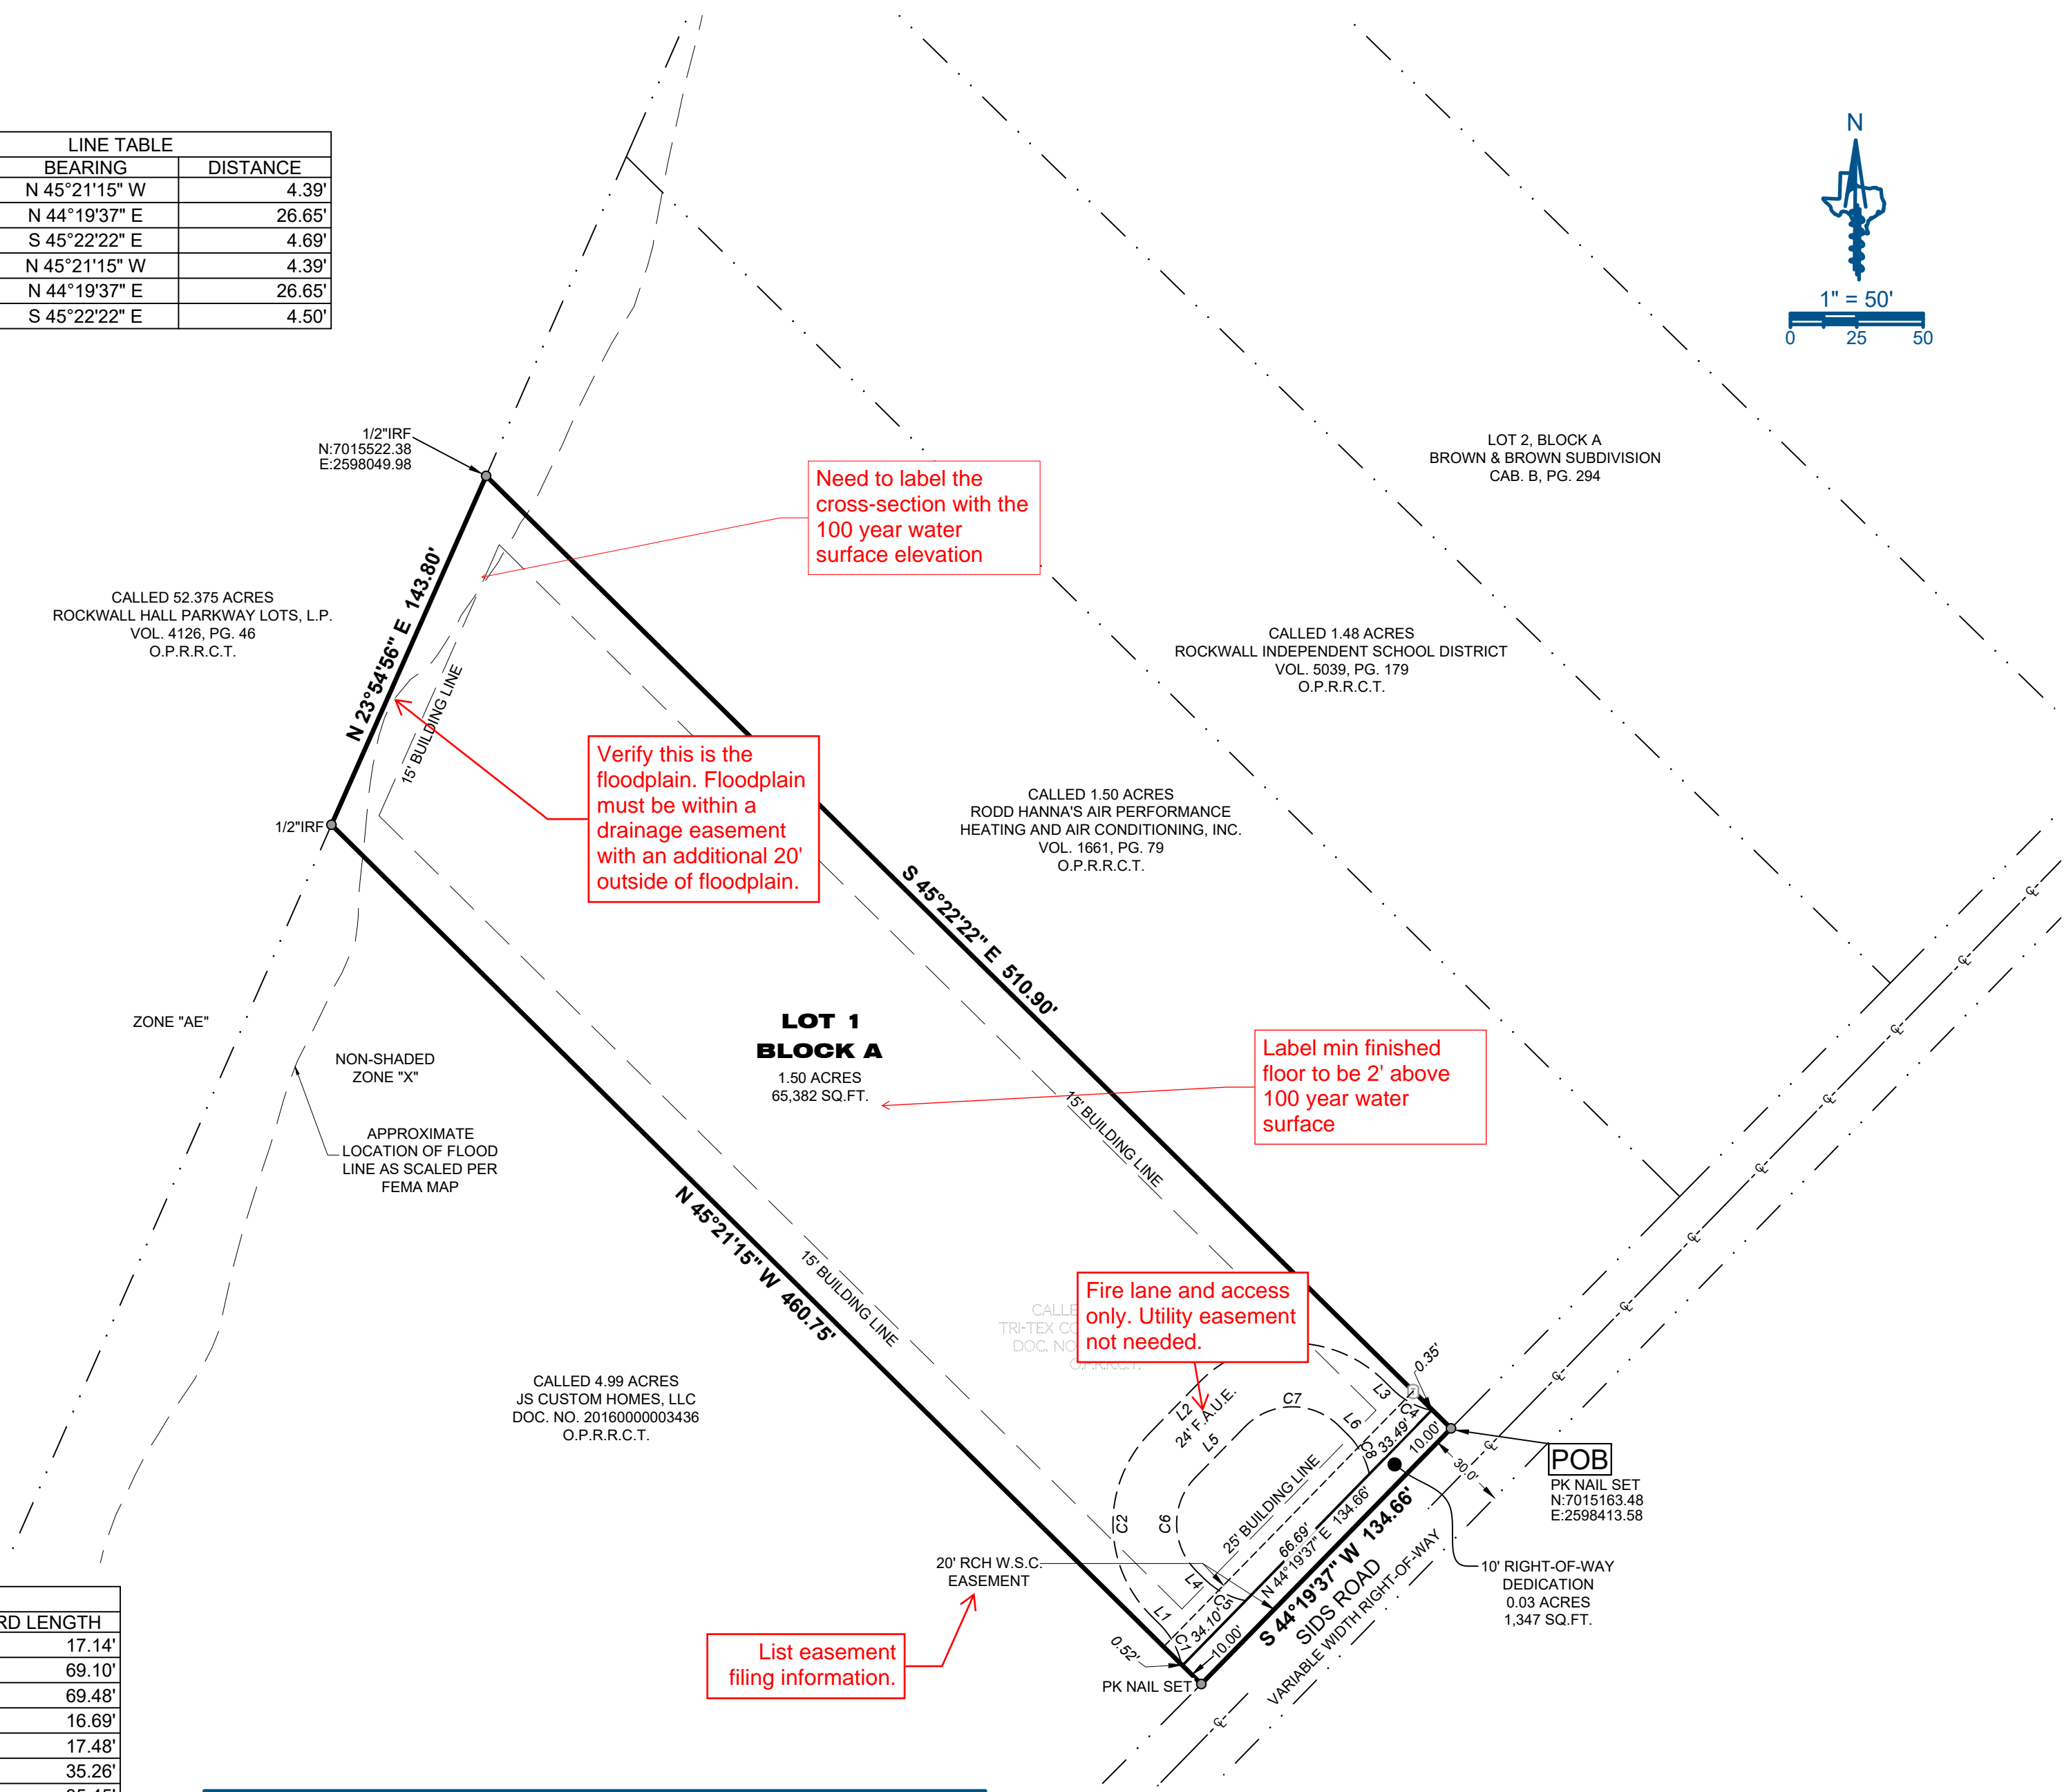 LINE TABLE
BEARING DISTANCE
N 45°21'15" W 4.39'
N 44°19'37" E 26.65'
S 45°22'22" E 4.69'
N 45°21'15" W 4.39'
N 44°19'37" E 26.65'
S 45°22'22" E 4.50'
N
1" = 50'
0 25 50
1/2"IRF
N:7015522.38
E:2598049.98
Need to label the
cross-section with the
100 year water
surface elevation
LOT 2, BLOCK A
BROWN & BROWN SUBDIVISION
CAB. B, PG. 294
N 23°54'56" E 143.80'
15' BUILDING LINE
CALLED 52.375 ACRES
ROCKWALL HALL PARKWAY LOTS, L.P.
VOL. 4126, PG. 46
O.P.R.R.C.T.
CALLED 1.48 ACRES
ROCKWALL INDEPENDENT SCHOOL DISTRICT
VOL. 5039, PG. 179
O.P.R.R.C.T.
Verify this is the
floodplain. Floodplain
must be within a
drainage easement
with an additional 20'
outside of floodplain.
CALLED 1.50 ACRES
RODD HANNA'S AIR PERFORMANCE
HEATING AND AIR CONDITIONING, INC.
VOL. 1661, PG. 79
O.P.R.R.C.T.
1/2"IRF
S 45°22'22" E 510.90'
ZONE "AE"
NON-SHADED
ZONE "X"
LOT 1
BLOCK A
1.50 ACRES
65,382 SQ.FT.
Label min finished
floor to be 2' above
100 year water
surface
15' BUILDING LINE
APPROXIMATE
LOCATION OF FLOOD
LINE AS SCALED PER
FEMA MAP
N 45°21'15" W 460.75'
15' BUILDING LINE
CALLE
TRI-TEX CO
DOC. NO
O.P.R.R.C.T.
Fire lane and access
only. Utility easement
not needed.
CALLED 4.99 ACRES
JS CUSTOM HOMES, LLC
DOC. NO. 20160000003436
O.P.R.R.C.T.
0.35'
L3
C4
C7
L2
24' F.A.U.E.
L5
L6
C8
33.49'
10.00'
30.0'
POB
PK NAIL SET
N:7015163.48
E:2598413.58
25' BUILDING LINE
C2
C6
66.69'
N 44°19'37" E 134.66'
S 44°19'37" W 134.66'
SIDS ROAD
VARIABLE WIDTH RIGHT-OF-WAY
20' RCH W.S.C.
EASEMENT
L4
C5
L1
34.10'
C1
10.00'
0.52'
PK NAIL SET
10' RIGHT-OF-WAY
DEDICATION
0.03 ACRES
1,347 SQ.FT.
List easement
filing information.
RD LENGTH
17.14'
69.10'
69.48'
16.69'
17.48'
35.26'